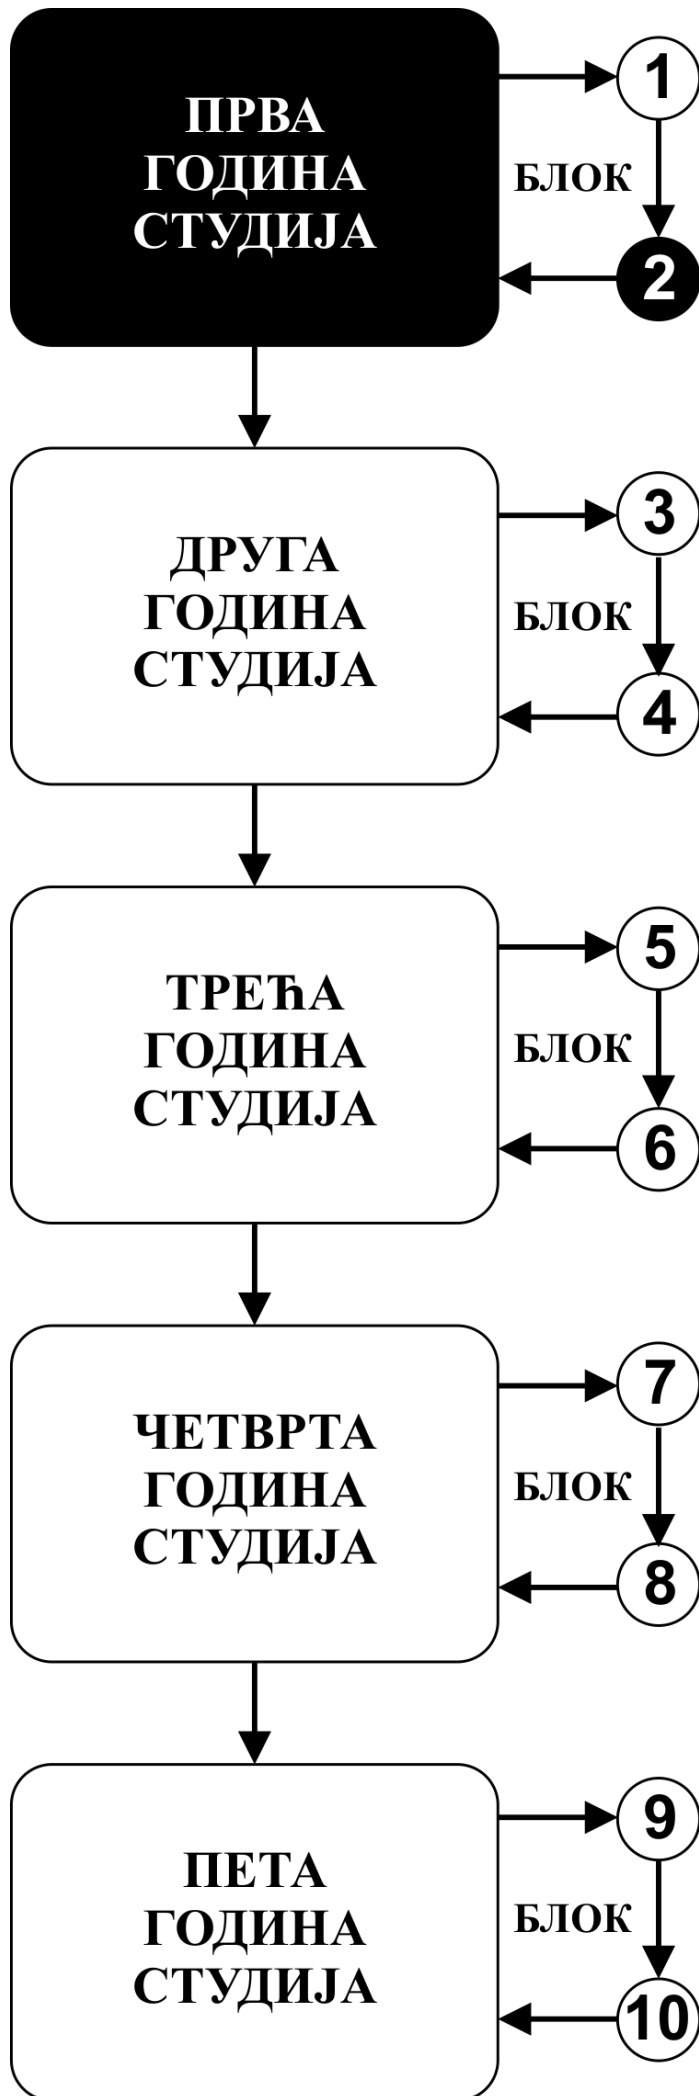 ПРВА
ГОДИНА
СТУДИЈА
1
БЛОК
2
ДРУГА
ГОДИНА
СТУДИЈА
3
БЛОК
4
ТРЕЋА
ГОДИНА
СТУДИЈА
5
БЛОК
6
ЧЕТВРТА
ГОДИНА
СТУДИЈА
7
БЛОК
8
ПЕТА
ГОДИНА
СТУДИЈА
9
БЛОК
10